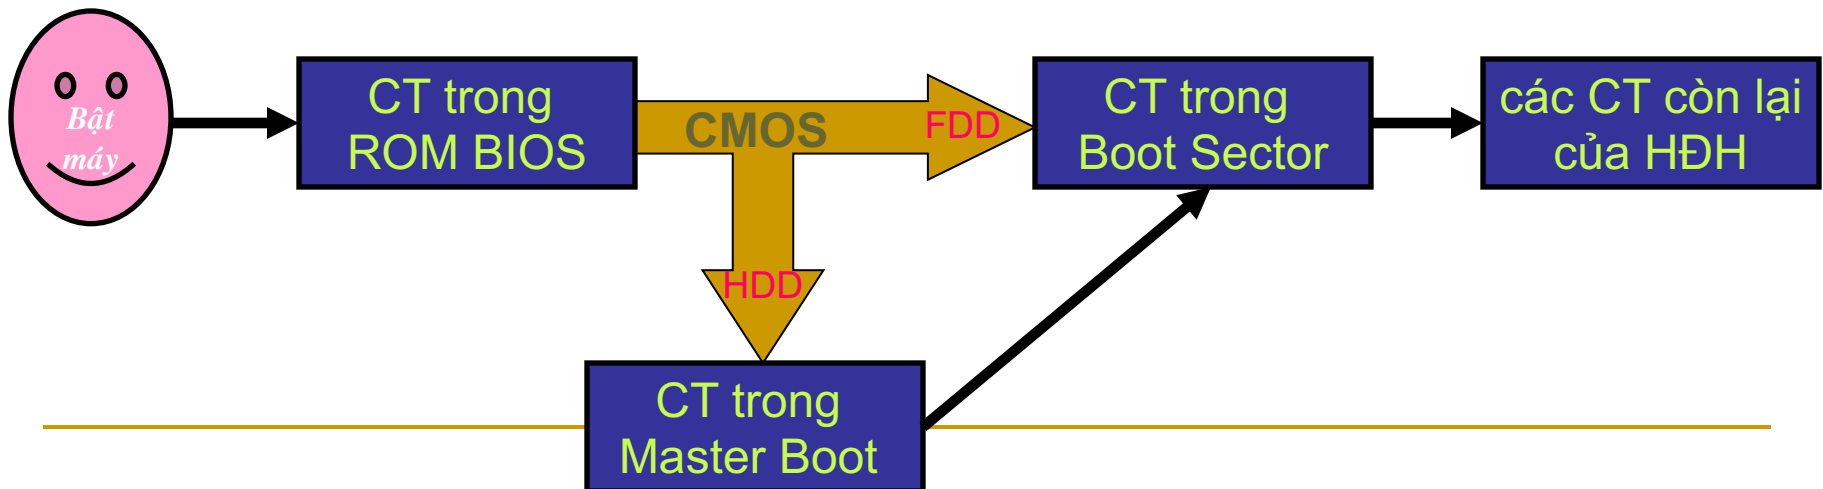 Bật
máy
CT trong
ROM BIOS
CMOS
FDD
CT trong
Boot Sector
các CT còn lại
của HĐH
HDD
CT trong
Master Boot